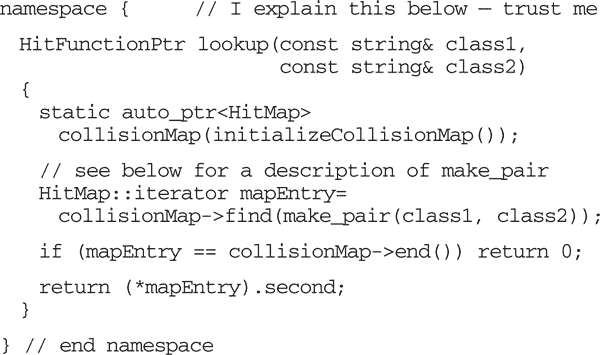 namespace {     // I explain this below — trust me
  HitFunctionPtr lookup(const string& class1,
                        const string& class2)
  {
    static auto_ptr<HitMap>
      collisionMap(initializeCollisionMap());
    // see below for a description of make_pair
    HitMap::iterator mapEntry=
      collisionMap->find(make_pair(class1, class2));
    if (mapEntry == collisionMap->end()) return 0;
    return (*mapEntry).second;
  }
} // end namespace